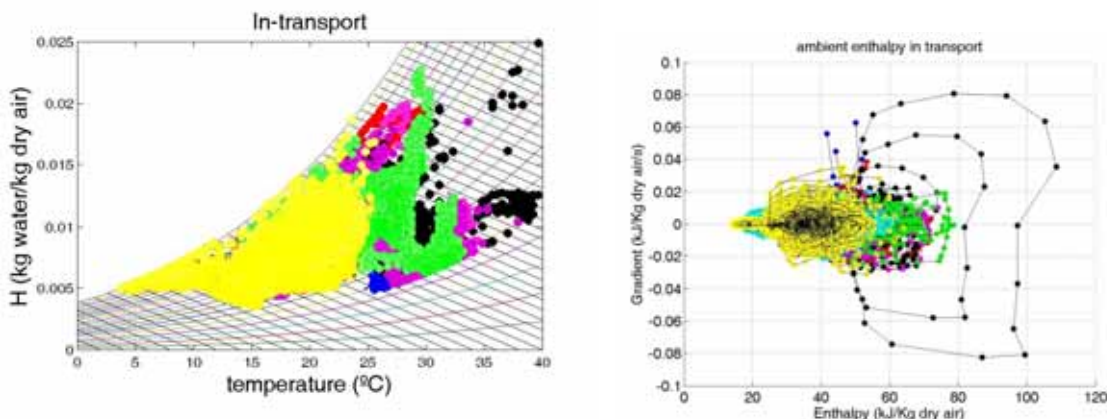 In-transport
H (kg water/kg dry air)
0.025
0.02
0.015
0.01
0.005
0
0 5 10 15 20 25 30 35 40
temperature (ºC)
ambient enthalpy in transport
Gradient (kJ/Kg dry air/s)
0.1
0.08
0.06
0.04
0.02
0
-0.02
-0.04
-0.06
-0.08
-0.1
0 20 40 60 80 100 120
Enthalpy (kJ/Kg dry air)